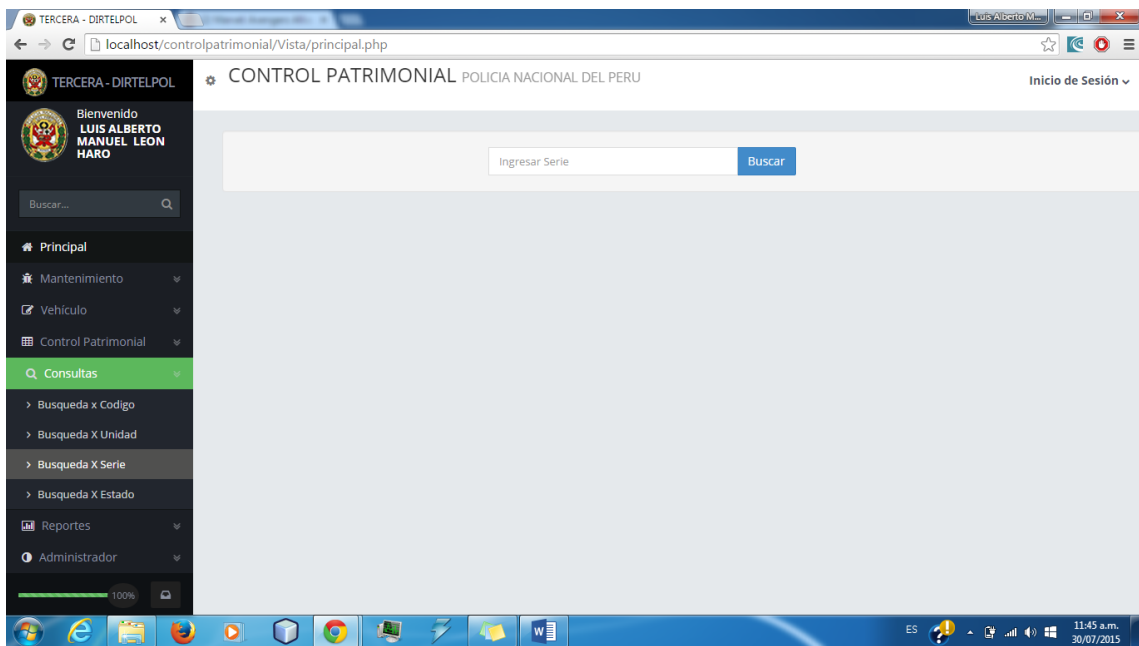 TERCERA - DIRTELPOL
Luis Alberto M...
localhost/controlpatrimonial/Vista/principal.php
TERCERA - DIRTELPOL
CONTROL PATRIMONIAL POLICIA NACIONAL DEL PERU
Inicio de Sesión
Bienvenido
LUIS ALBERTO
MANUEL LEON
HARO
Ingresar Serie
Buscar
Buscar...
Principal
Mantenimiento
Vehículo
Control Patrimonial
Consultas
Busqueda x Codigo
Busqueda X Unidad
Busqueda X Serie
Busqueda X Estado
Reportes
Administrador
100%
ES
11:45 a.m.
30/07/2015